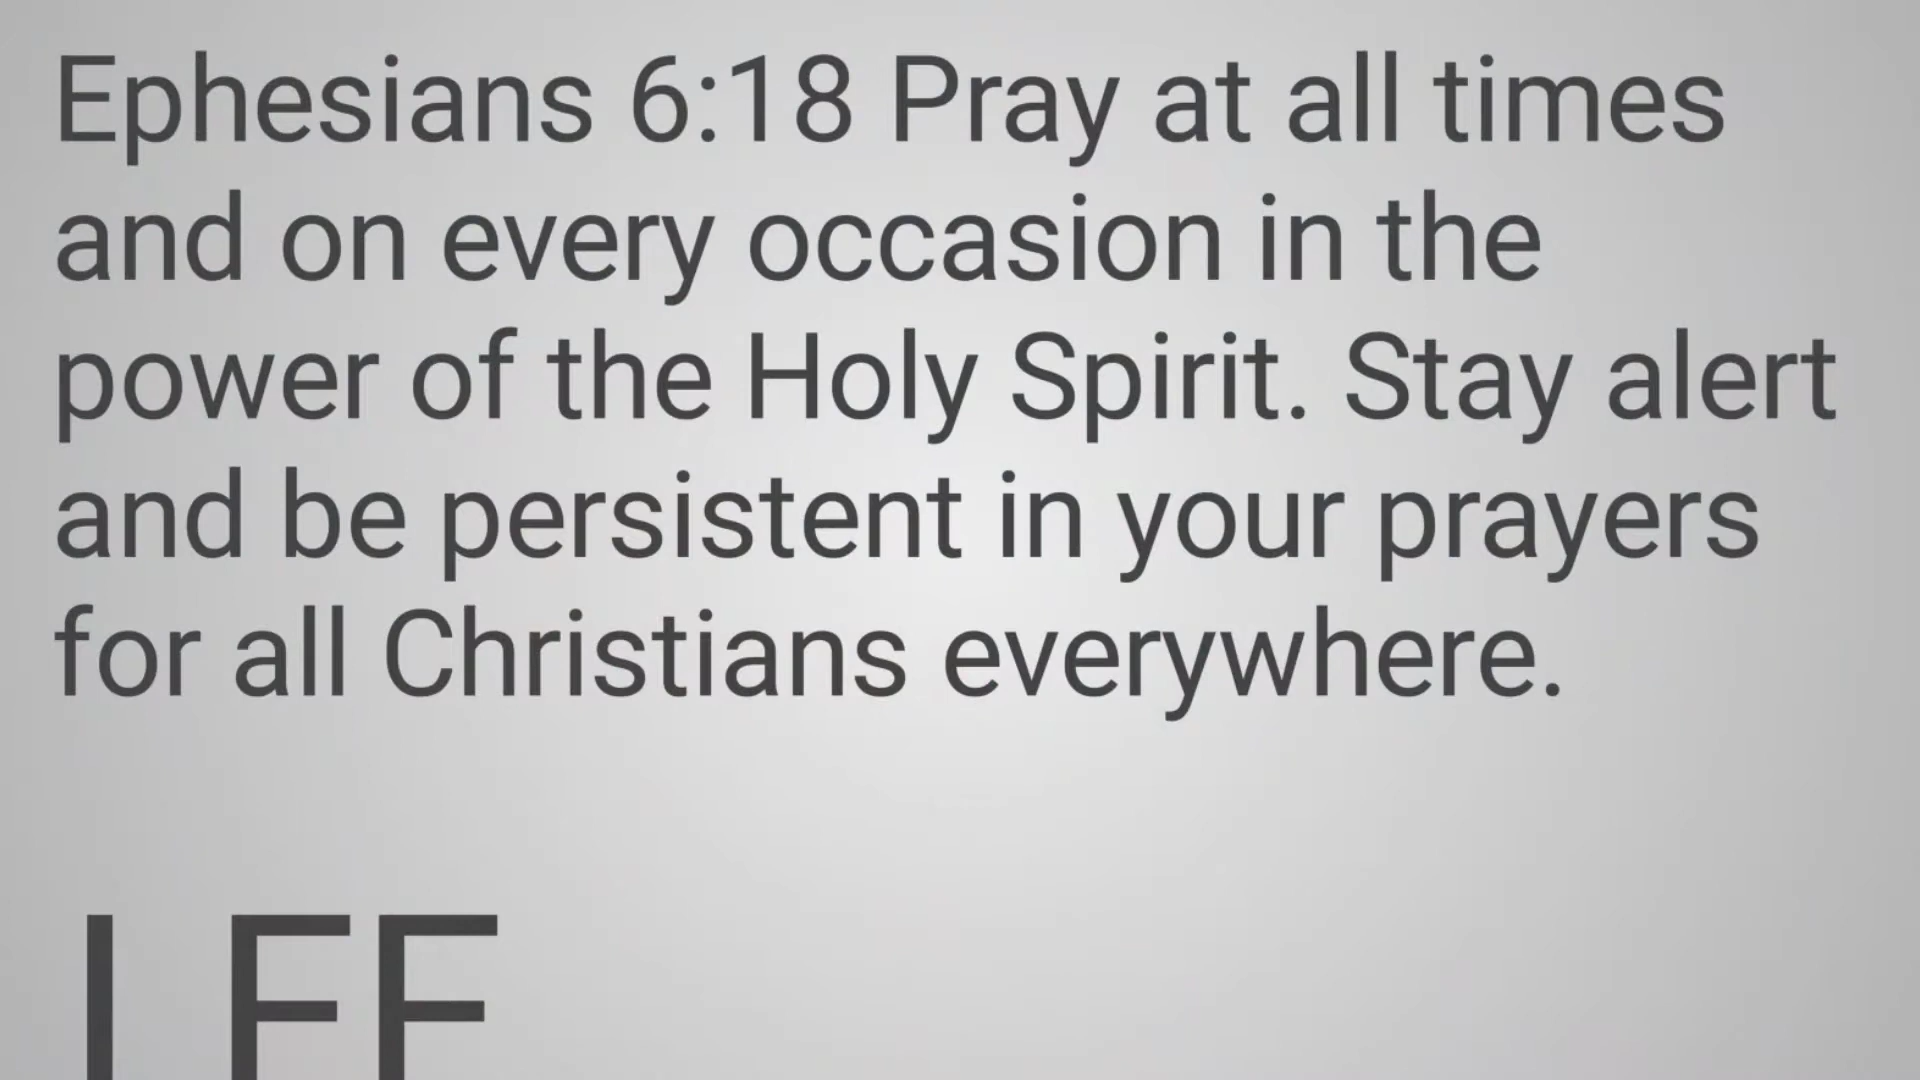 Ephesians 6:18 Pray at all times
and on every occasion in the
power of the Holy Spirit. Stay alert
and be persistent in your prayers
for all Christians everywhere.